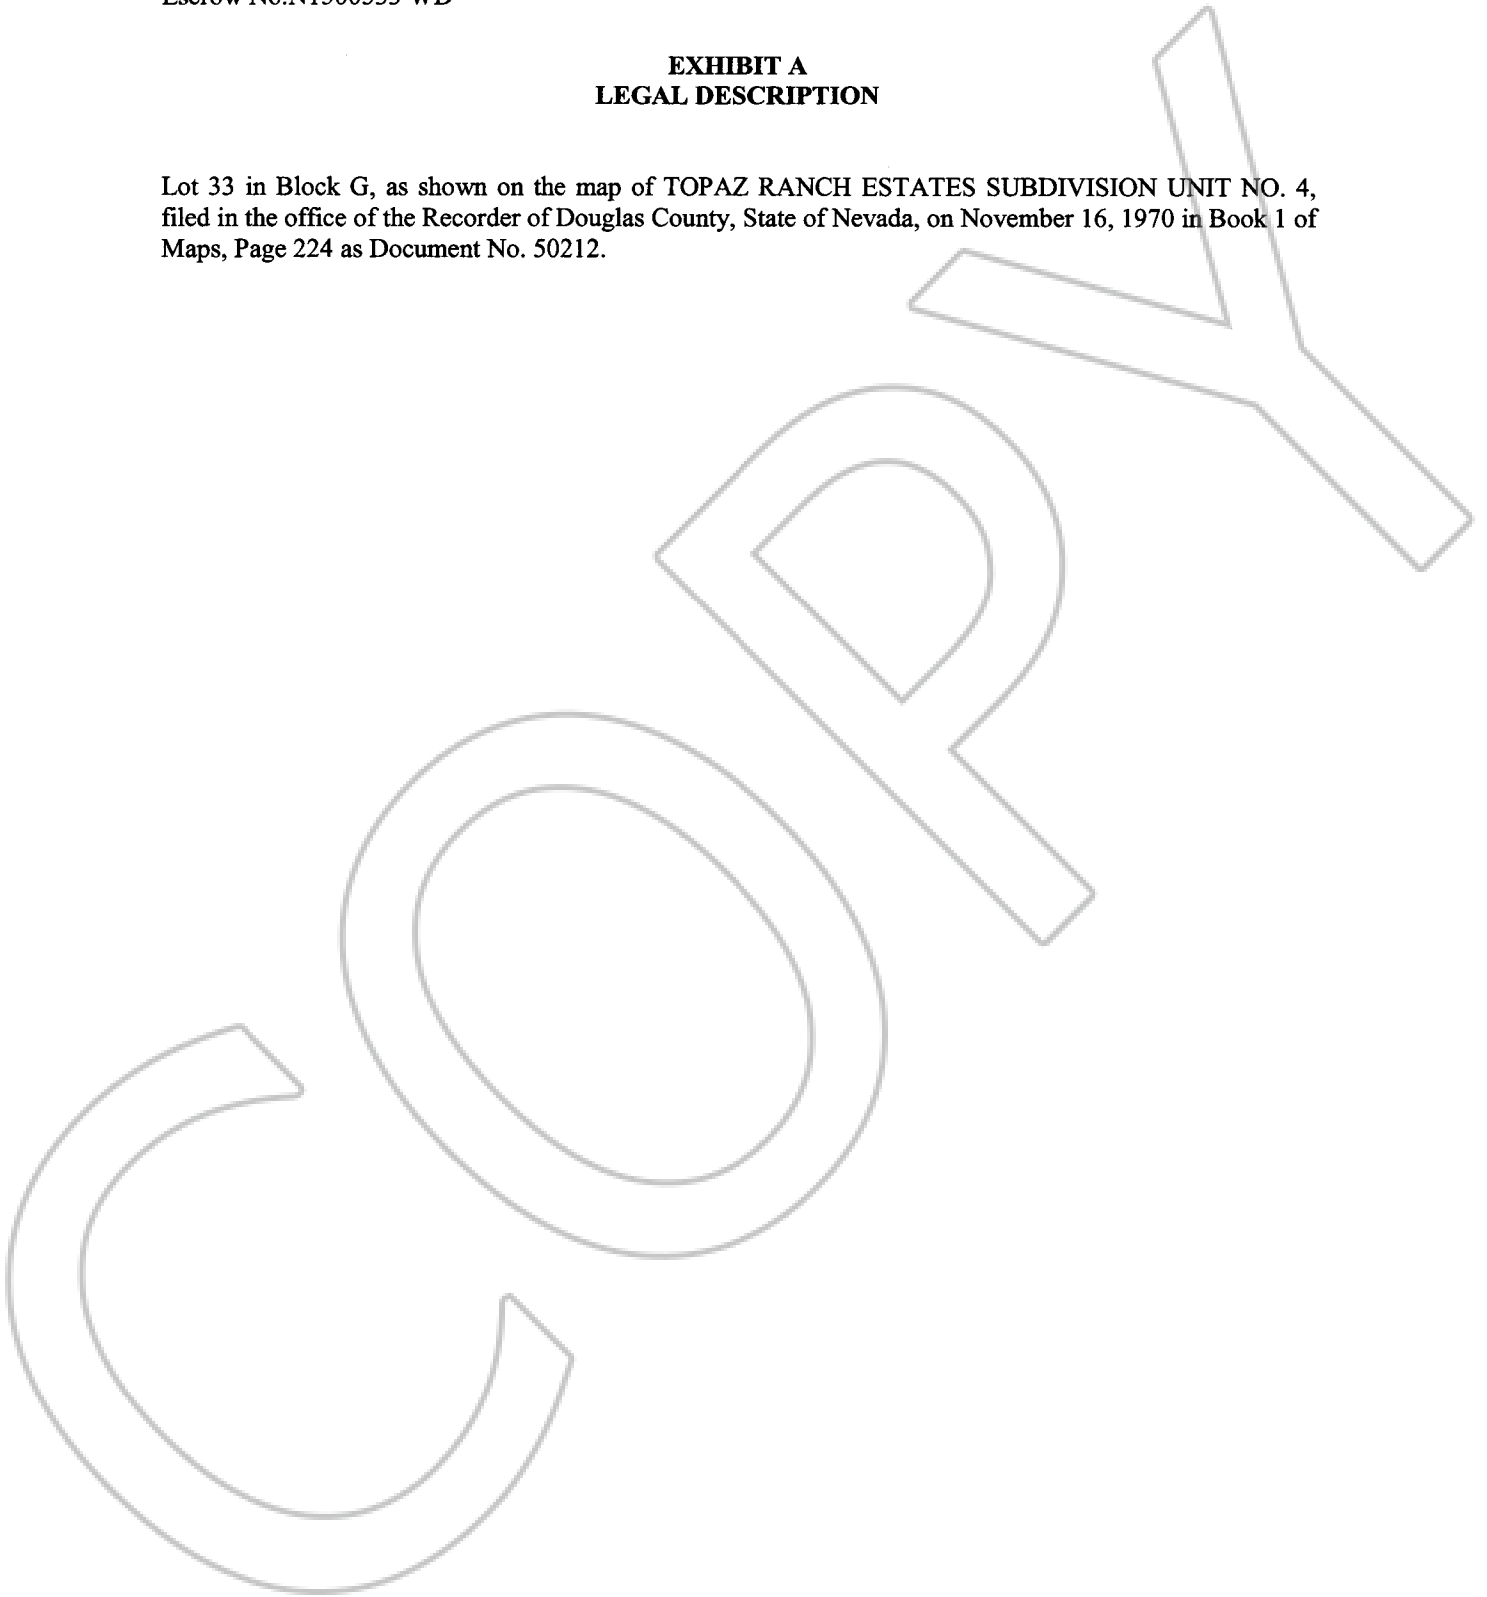 Escrow No.:
EXHIBIT A
LEGAL DESCRIPTION
Lot 33 in Block G, as shown on the map of TOPAZ RANCH ESTATES SUBDIVISION UNIT NO. 4,
filed in the office of the Recorder of Douglas County, State of Nevada, on November 16, 1970 in Book 1 of
Maps, Page 224 as Document No. 50212.
COPY